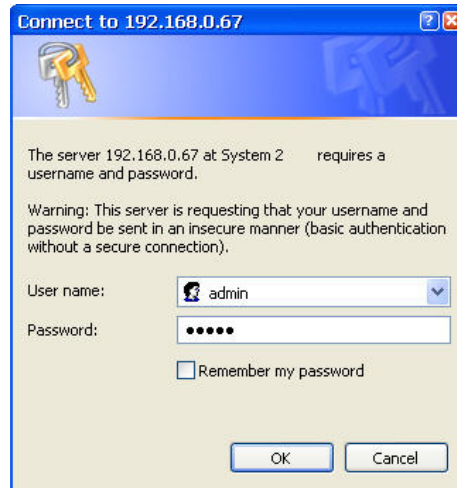 Connect to 192.168.0.67
The server 192.168.0.67 at System 2 requires a
username and password.
Warning: This server is requesting that your username and
password be sent in an insecure manner (basic authentication
without a secure connection).
User name:
admin
Password:
●●●●●
Remember my password
OK
Cancel